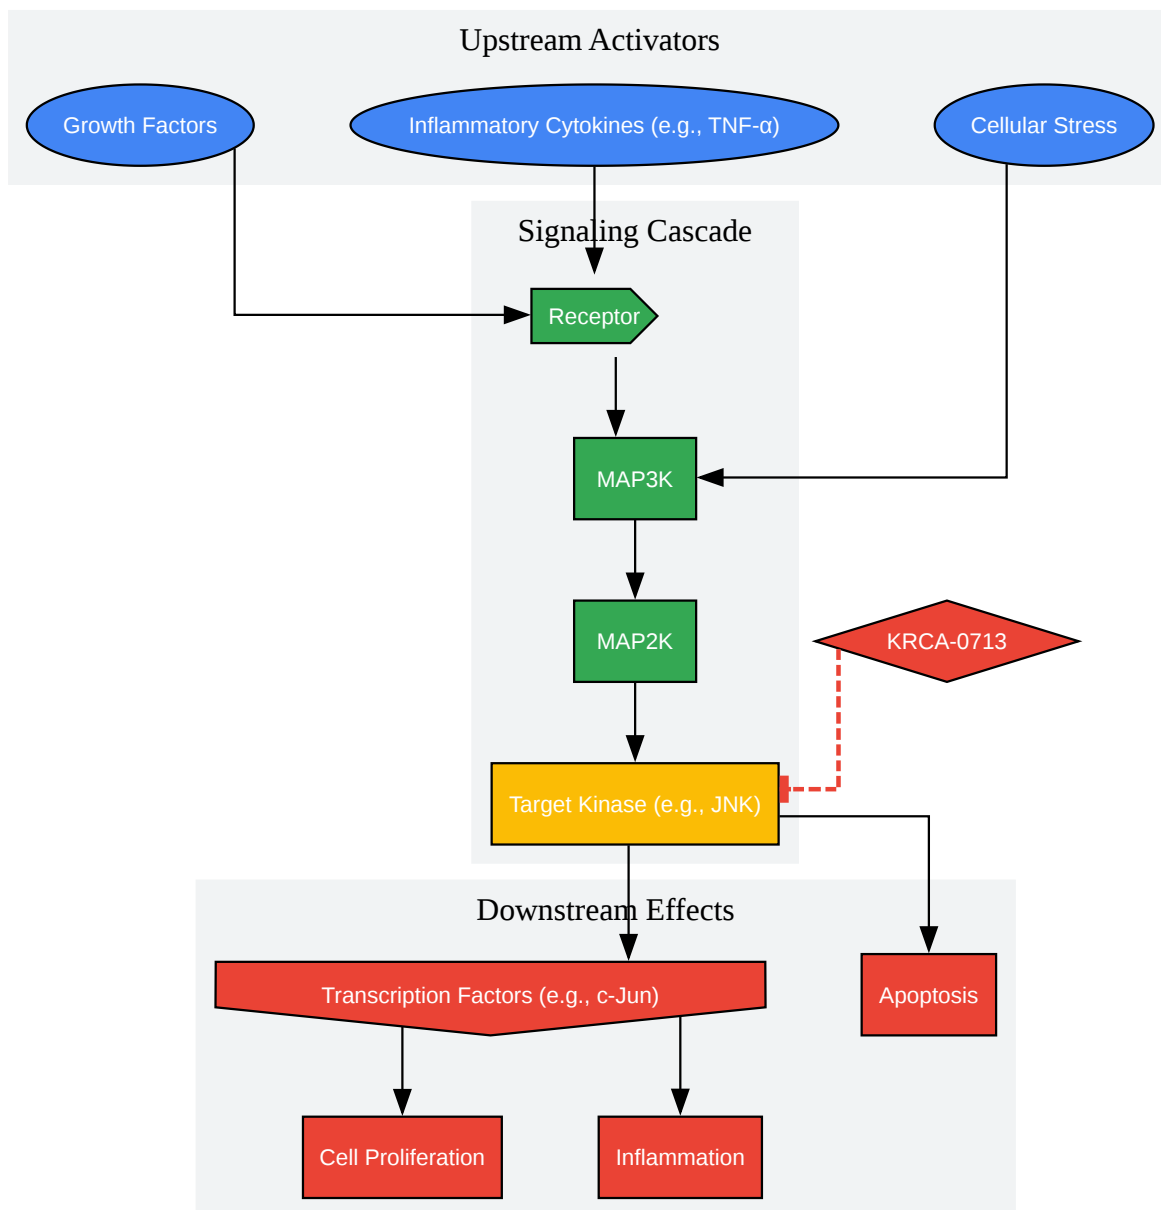 Upstream Activators
Growth Factors
Inflammatory Cytokines (e.g., TNF-α)
Cellular Stress
Signaling Cascade
Receptor
MAP3K
MAP2K
KRCA-0713
Target Kinase (e.g., JNK)
Downstream Effects
Transcription Factors (e.g., c-Jun)
Apoptosis
Cell Proliferation
Inflammation